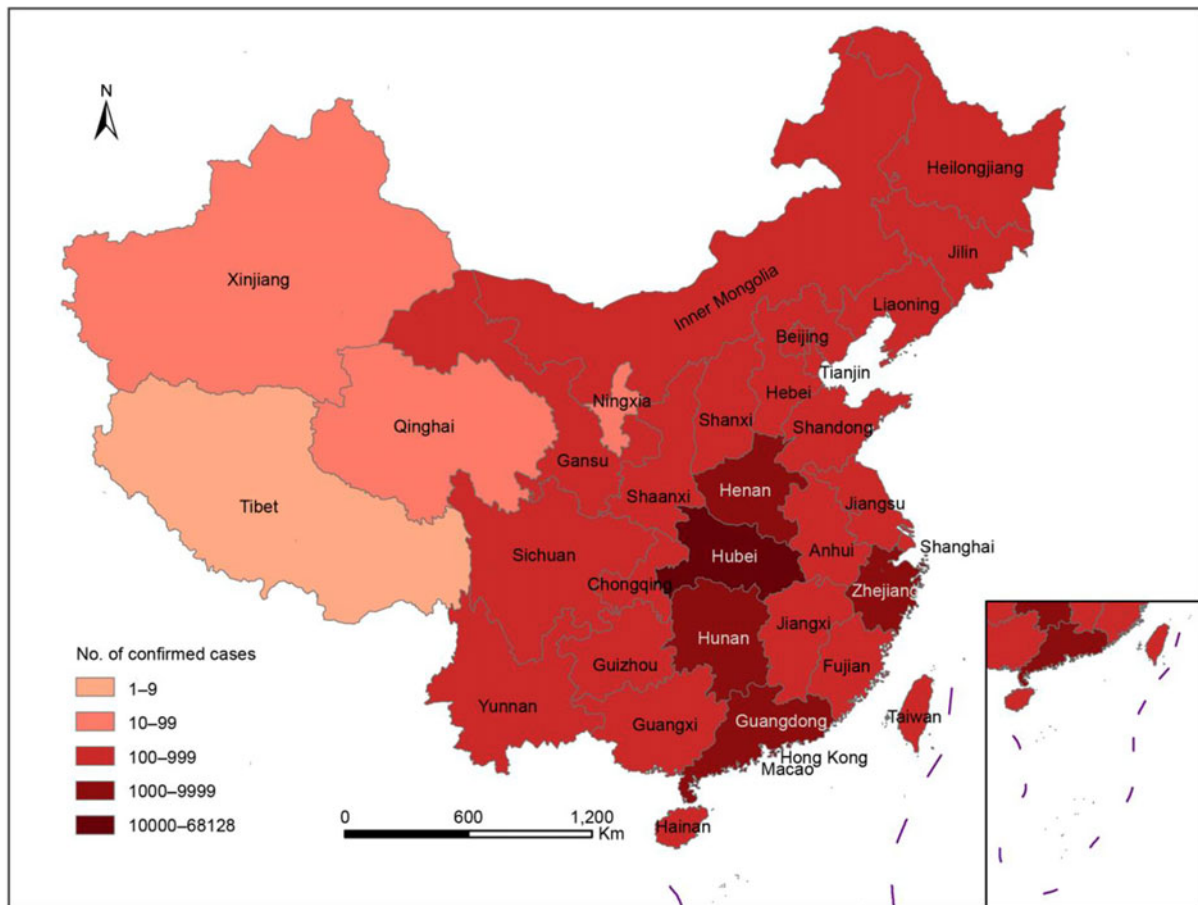 N
Heilongjiang
Jilin
Xinjiang
Inner Mongolia
Liaoning
Beijing
Tianjin
Hebei
Ningxia
Shanxi
Shandong
Qinghai
Gansu
Henan
Shaanxi
Jiangsu
Tibet
Sichuan
Hubei
Anhui
Shanghai
Chongqing
Zhejiang
Hunan
Jiangxi
No. of confirmed cases
Guizhou
Fujian
1–9
Yunnan
Guangxi
Guangdong
Taiwan
10–99
Hong Kong
Macao
100–999
1000–9999
0 600 1,200
Km
Hainan
10000–68128